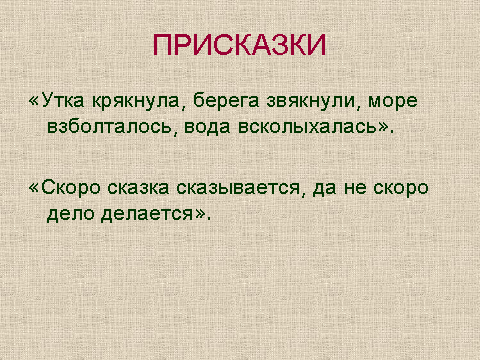 ПРИСКАЗКИ
«Утка крякнула, берега звякнули, море
взболталось, вода всколыхалась».
«Скоро сказка сказывается, да не скоро
дело делается».